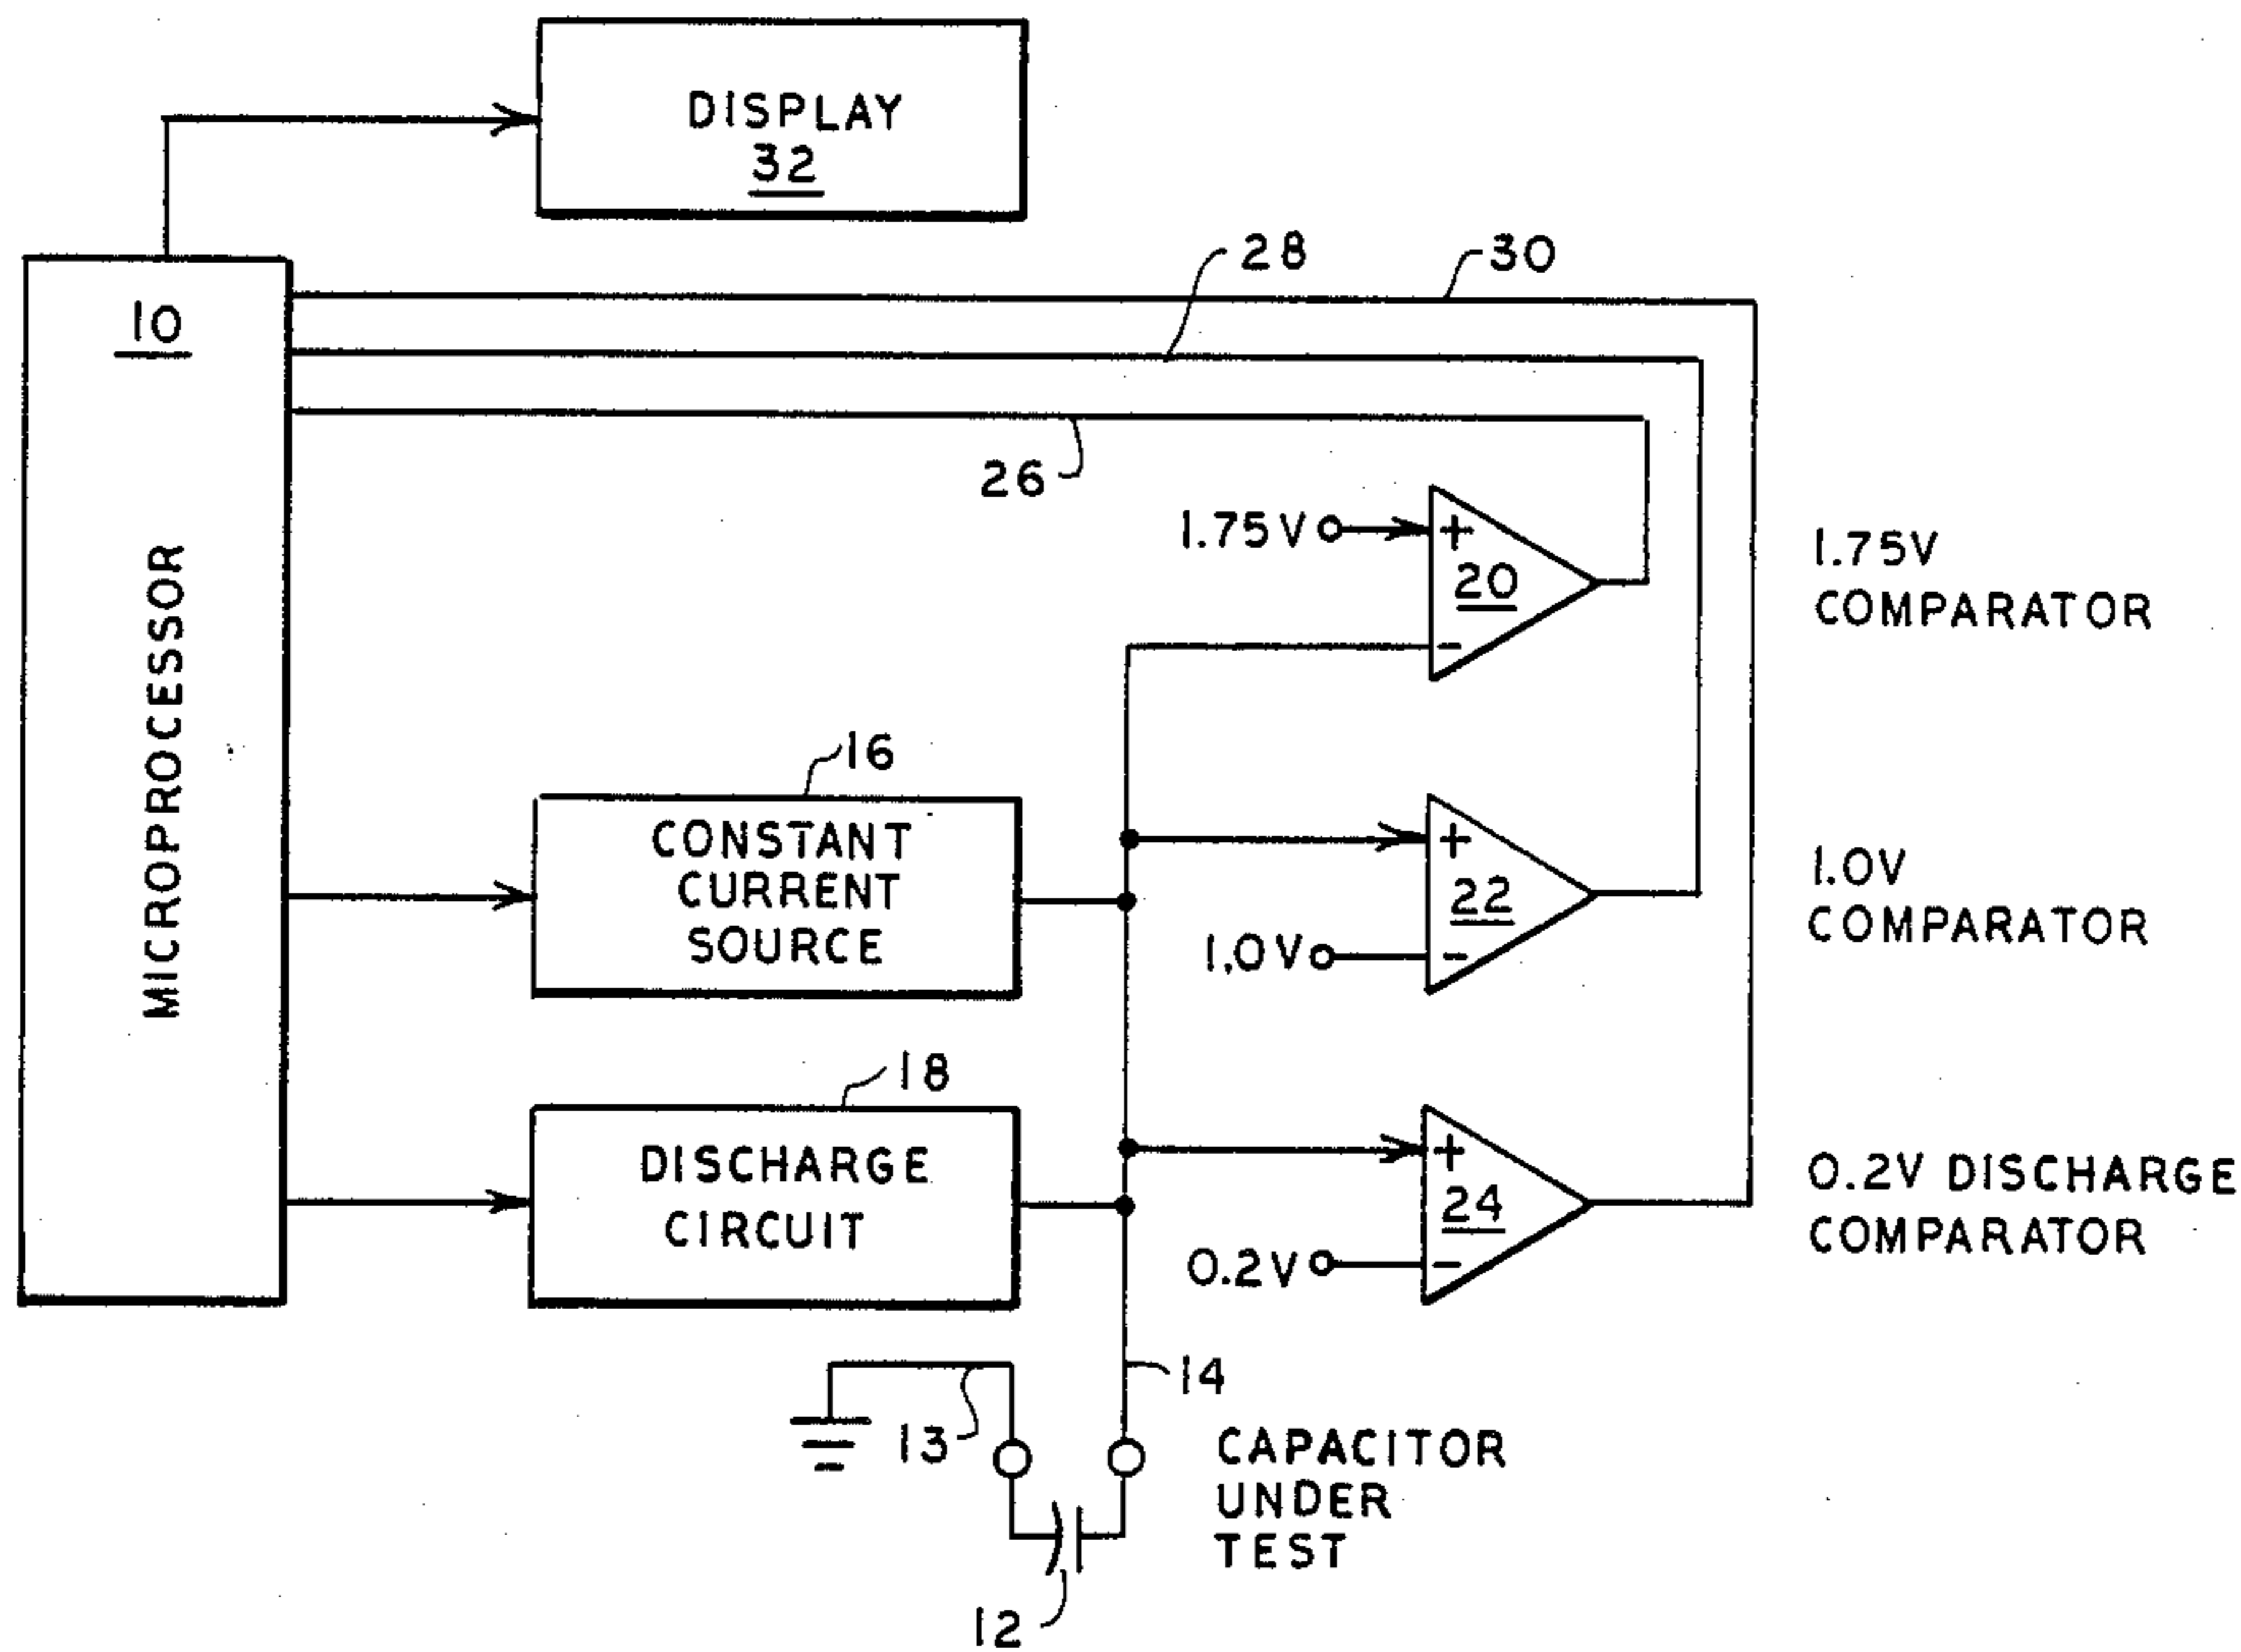 DISPLAY
32
28
30
10
26
1.75V
+
20
-
1.75V
COMPARATOR
MICROPROCESSOR
16
CONSTANT
CURRENT
SOURCE
+
22
1.0V
-
1.0V
COMPARATOR
18
DISCHARGE
CIRCUIT
+
24
0.2V
-
0.2V DISCHARGE
COMPARATOR
14
13
CAPACITOR
UNDER
TEST
12